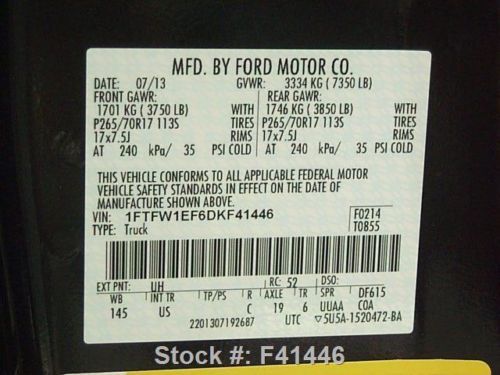 MFD. BY FORD MOTOR CO.
DATE: 07/13 GVWR: 3334 KG ( 7350 LB)
FRONT GAWR: REAR GAWR:
1701 KG ( 3750 LB) WITH 1746 KG ( 3850 LB) WITH
P265/70R17 113S TIRES P265/70R17 113S TIRES
17x7.5J RIMS 17x7.5J RIMS
AT 240 kPa/ 35 PSI COLD AT 240 kPa/ 35 PSI COLD
THIS VEHICLE CONFORMS TO ALL APPLICABLE FEDERAL MOTOR
VEHICLE SAFETY STANDARDS IN EFFECT ON THE DATE OF
MANUFACTURE SHOWN ABOVE.
VIN: 1FTFW1EF6DKF41446 F0214
TYPE: Truck T0855
EXT PNT: UH RC: 52 DSO:
WB INT TR TP/PS R AXLE TR SPR DF615
145 US C 19 6 UUAA COA
2201307192687 UTC ▽5U5A-1520472-BA
Stock #: F41446